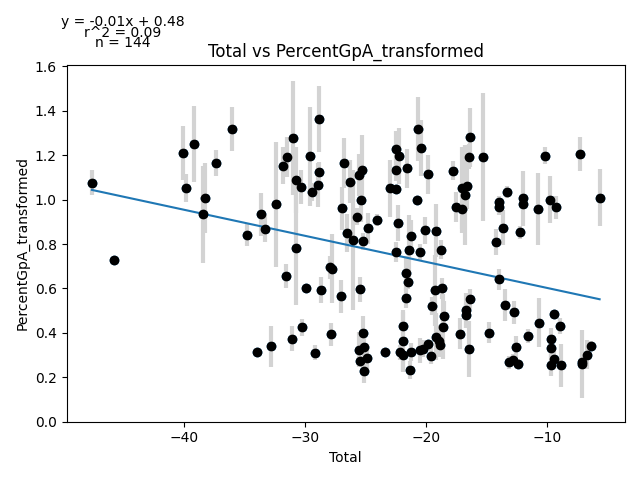 y = -0.01x + 0.48
r^2 = 0.09
n = 144
Total vs PercentGpA_transformed
PercentGpA_transformed
1.6
1.4
1.2
1.0
0.8
0.6
0.4
0.2
0.0
−40
−30
−20
−10
Total